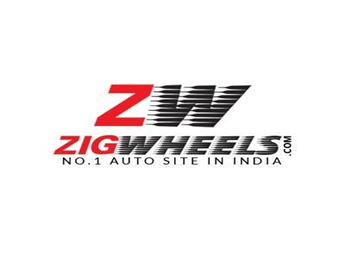 ZW
ZIGWHEELS.COM
NO.1 AUTO SITE IN INDIA